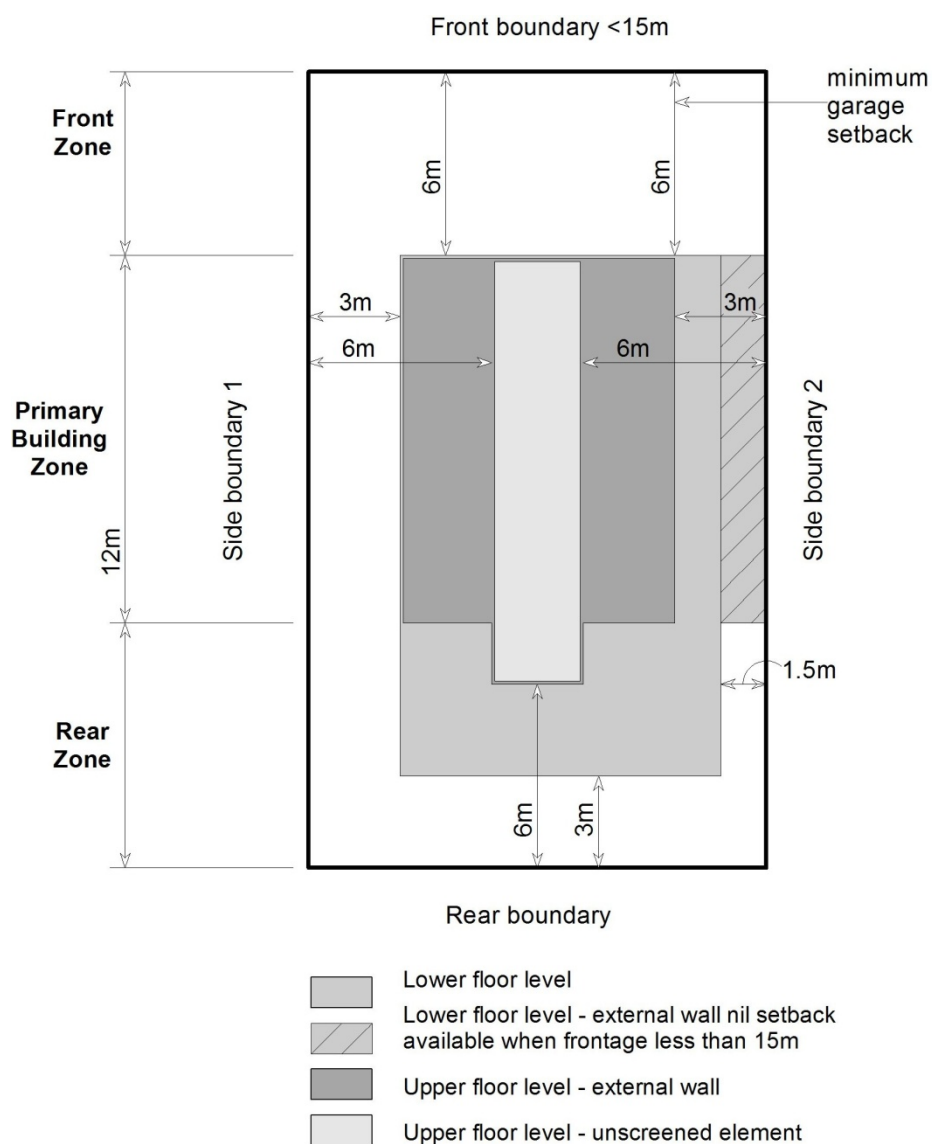 Front boundary <15m
minimum
garage
setback
Front
Zone
6m
6m
3m
3m
6m
6m
Primary
Building
Zone
12m
Side boundary 1
Side boundary 2
1.5m
Rear
Zone
6m
3m
Rear boundary
Lower floor level
Lower floor level - external wall nil setback
available when frontage less than 15m
Upper floor level - external wall
Upper floor level - unscreened element